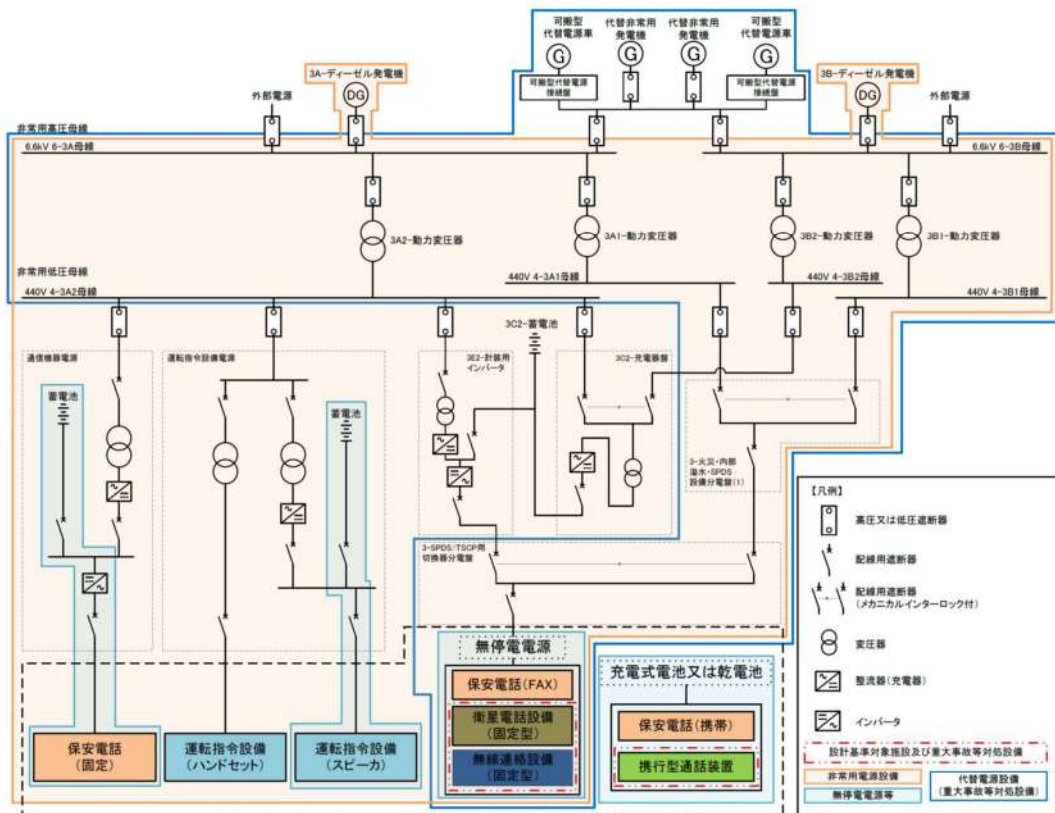 可搬型
代替電源車
代替非常用
発電機
代替非常用
発電機
可搬型
代替電源車
G
G
G
G
3A-ディーゼル発電機
DG
可搬型代替電源
接続盤
可搬型代替電源
接続盤
3B-ディーゼル発電機
DG
外部電源
外部電源
非常用高圧母線
6.6kV 6-3A母線
6.6kV 6-3B母線
3A2-動力変圧器
3A1-動力変圧器
3B2-動力変圧器
3B1-動力変圧器
非常用低圧母線
440V 4-3A2母線
440V 4-3A1母線
440V 4-3B2母線
440V 4-3B1母線
通信機器電源
運転指令設備電源
3E2-計装用
インバータ
3C2-蓄電池
3C2-充電器盤
蓄電池
蓄電池
3-火災・内部
溢水・SPDS
設備分電盤(1)
3-SPDS/TSCP用
切換器分電盤
無停電電源
保安電話(FAX)
衛星電話設備
(固定型)
無線連絡設備
(固定型)
充電式電池又は乾電池
保安電話(携帯)
携行型通話装置
保安電話
(固定)
運転指令設備
(ハンドセット)
運転指令設備
(スピーカ)
【凡例】
高圧又は低圧遮断器
配線用遮断器
配線用遮断器
(メカニカルインターロック付)
変圧器
整流器(充電器)
インバータ
設計基準対象施設及び重大事故等対処設備
非常用電源設備
無停電電源等
代替電源設備
(重大事故等対処設備)